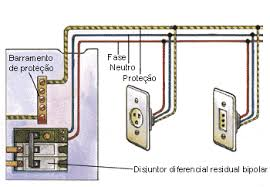 Barramento
de proteção
Fase
Neutro
Proteção
Disjuntor diferencial residual bipolar